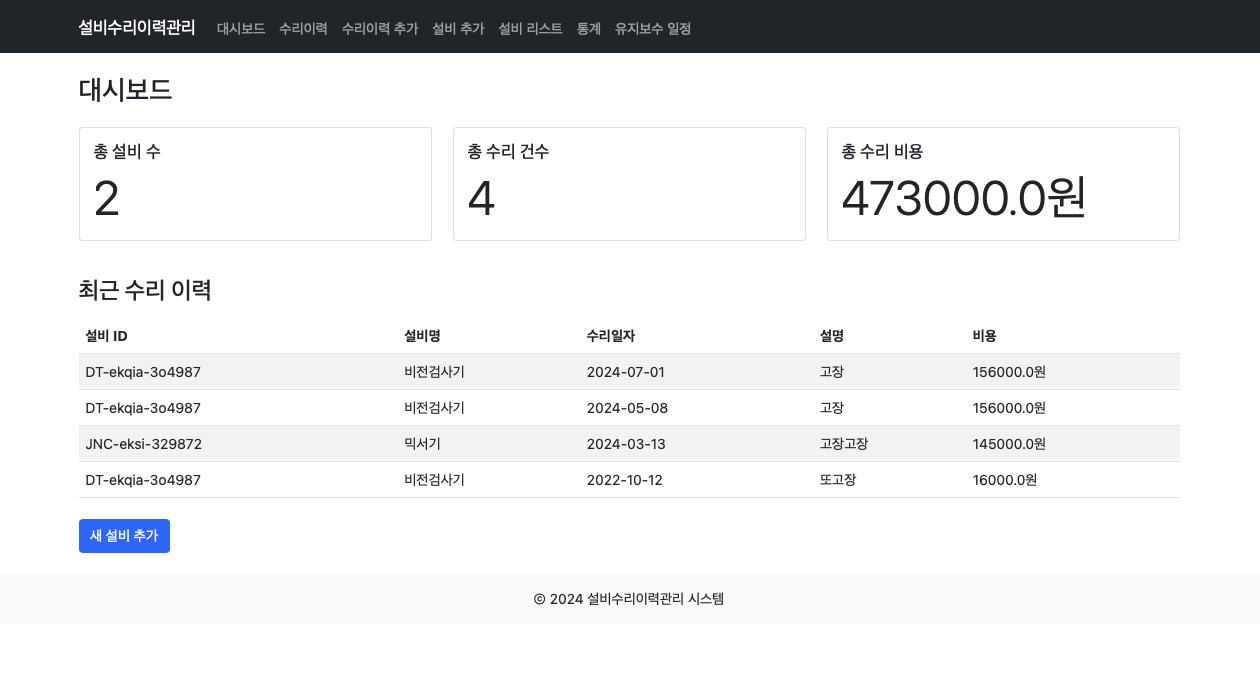 설비수리이력관리 대시보드 수리이력 수리이력 추가 설비 추가 설비 리스트 통계 유지보수 일정
대시보드
총 설비 수 총 수리 건수 총 수리 비용
2 4 473000.0원
최근 수리 이력
설비 ID 설비명 수리일자 설명 비용
DT-ekqia-3o4987 비전검사기 2024-07-01 고장 156000.0원
DT-ekqia-3o4987 비전검사기 2024-05-08 고장 156000.0원
JNC-eksi-329872 믹서기 2024-03-13 고장고장 145000.0원
DT-ekqia-3o4987 비전검사기 2022-10-12 또고장 16000.0원
새 설비 추가
© 2024 설비수리이력관리 시스템